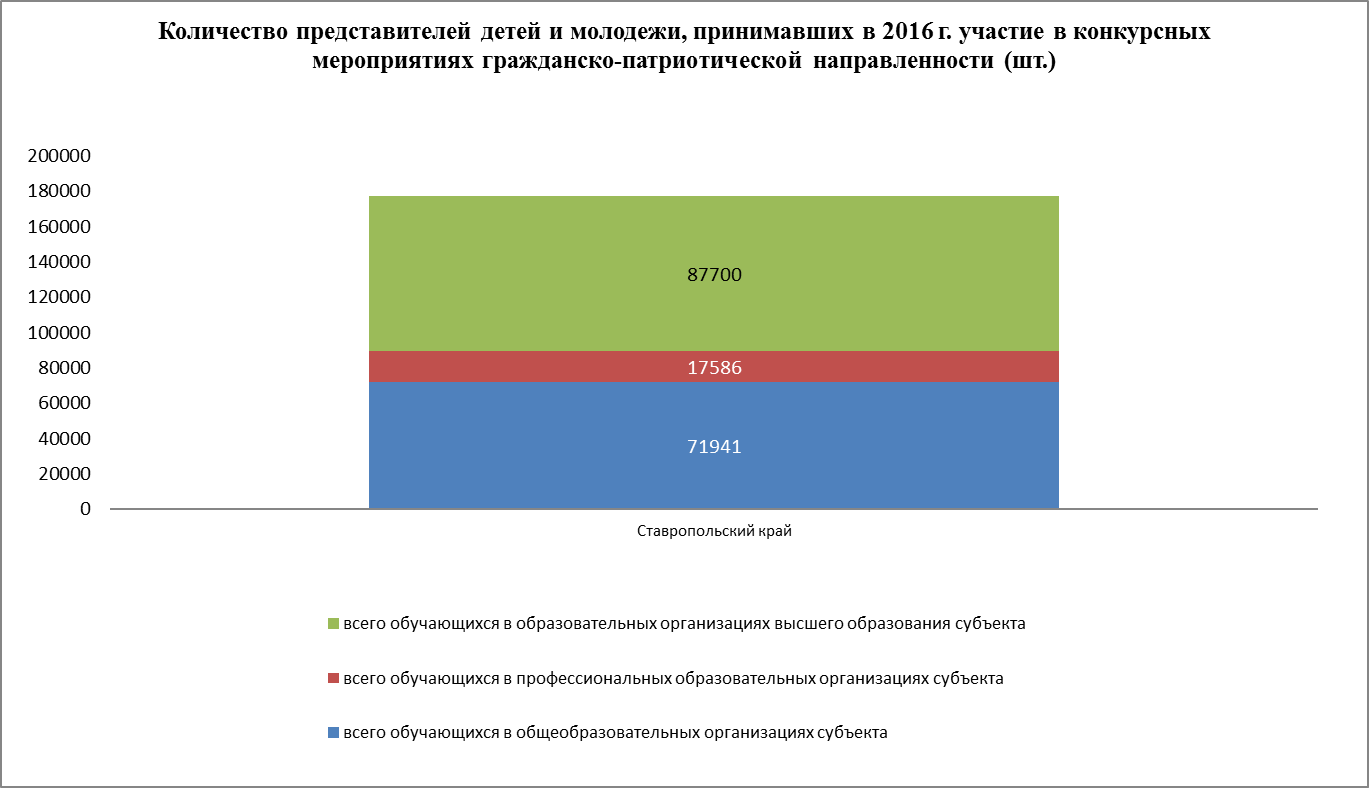 Количество представителей детей и молодежи, принимавших в 2016 г. участие в конкурсных
мероприятиях гражданско-патриотической направленности (шт.)
200000
180000
160000
140000
120000
100000
80000
60000
40000
20000
0
87700
17586
71941
Ставропольский край
всего обучающихся в образовательных организациях высшего образования субъекта
всего обучающихся в профессиональных образовательных организациях субъекта
всего обучающихся в общеобразовательных организациях субъекта